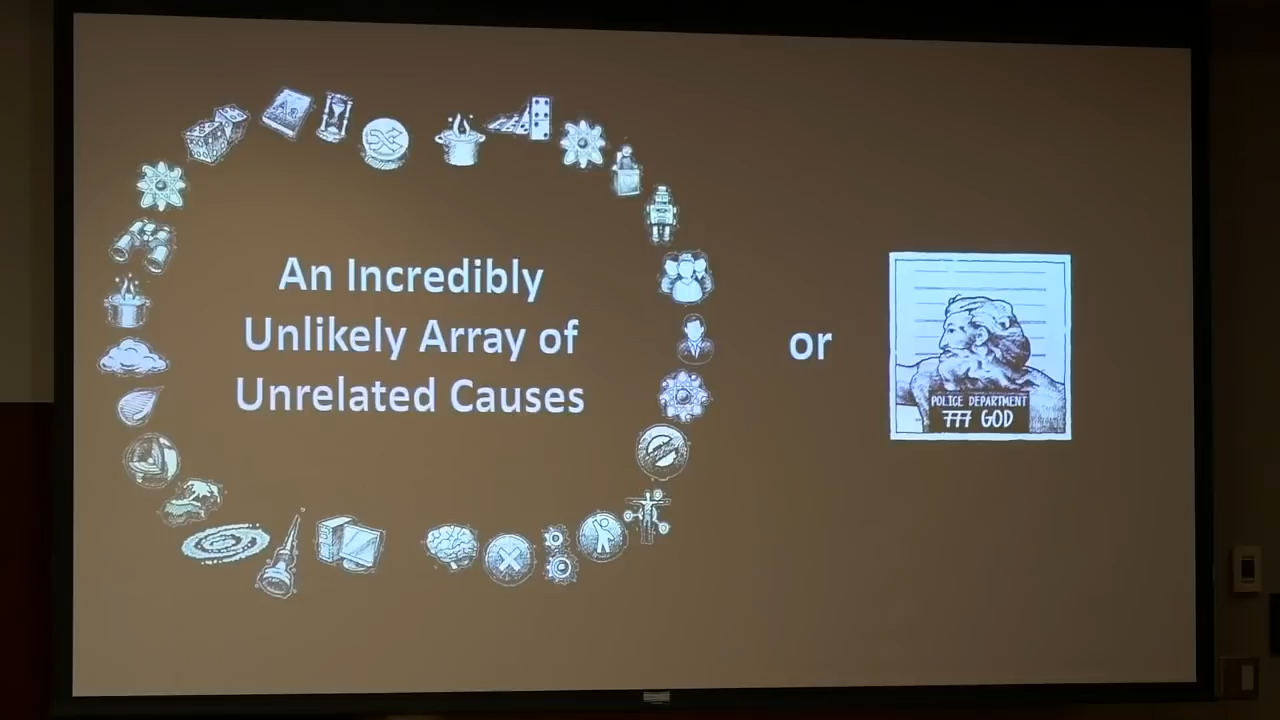 An Incredibly
Unlikely Array of
Unrelated Causes
or
POLICE DEPARTMENT
777 GOD